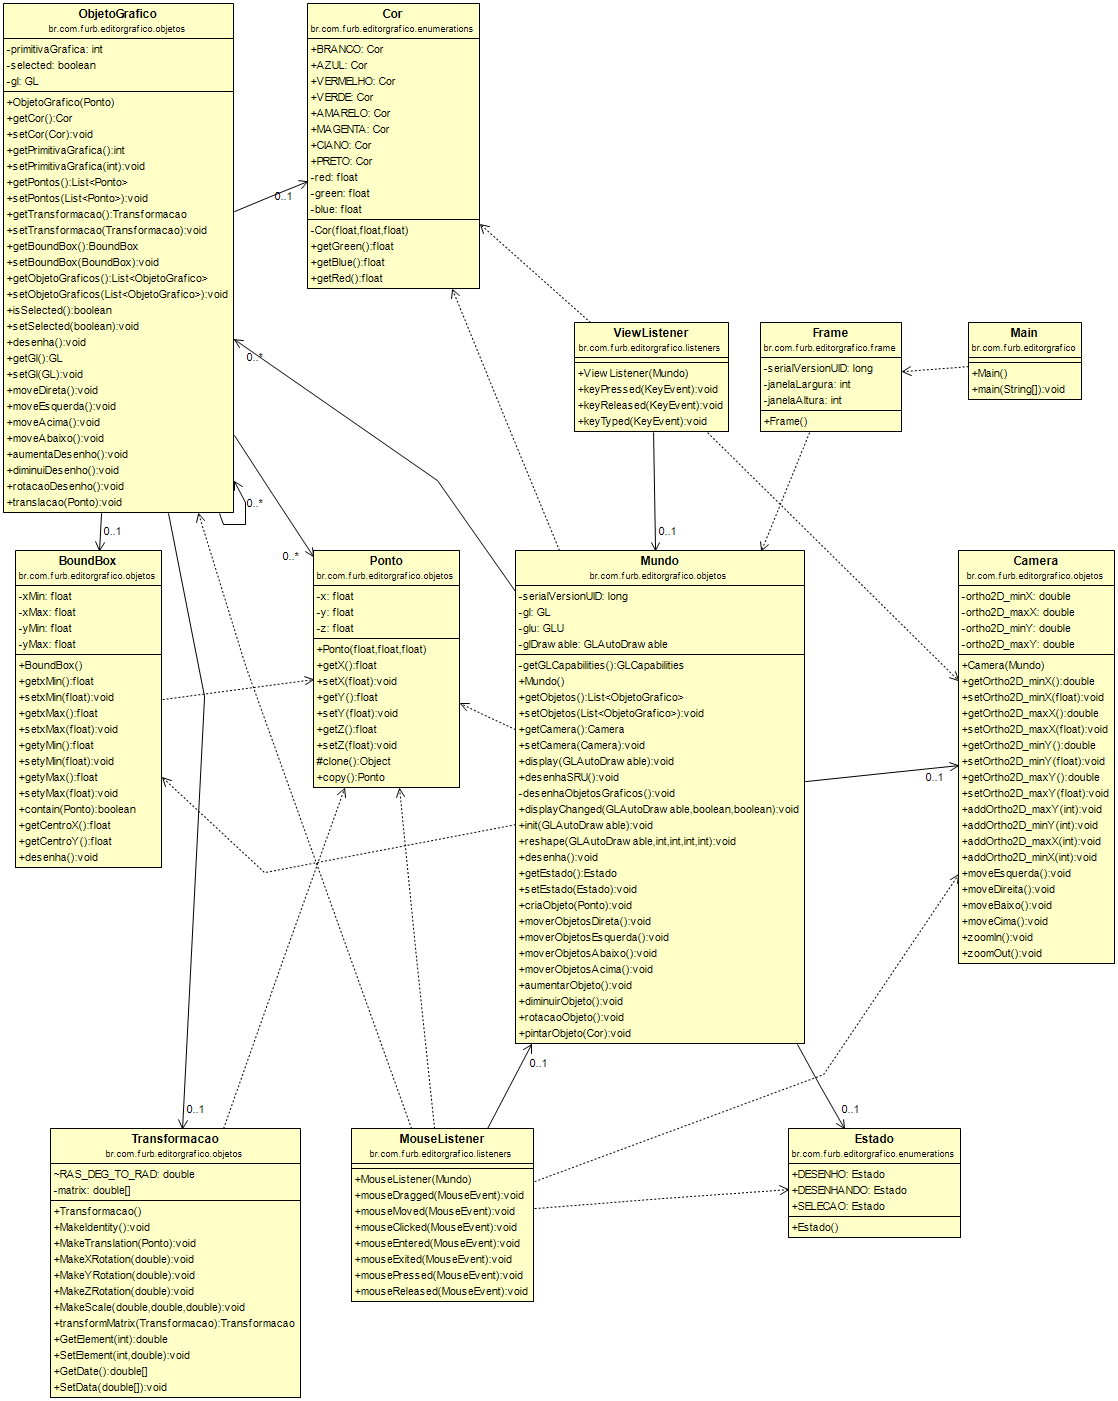 ObjetoGrafico
br.com.furb.editorgrafico.objetos
-primitivaGrafica: int
-selected: boolean
-gl: GL
+ObjetoGrafico(Ponto)
+getCor():Cor
+setCor(Cor):void
+getPrimitivaGrafica():int
+setPrimitivaGrafica(int):void
+getPontos():List<Ponto>
+setPontos(List<Ponto>):void
+getTransformacao():Transformacao
+setTransformacao(Transformacao):void
+getBoundBox():BoundBox
+setBoundBox(BoundBox):void
+getObjetoGraficos():List<ObjetoGrafico>
+setObjetoGraficos(List<ObjetoGrafico>):void
+isSelected():boolean
+setSelected(boolean):void
+desenha():void
+getGl():GL
+setGl(GL):void
+moveDireta():void
+moveEsquerda():void
+moveAcima():void
+moveAbaixo():void
+aumentaDesenho():void
+diminuiDesenho():void
+rotacaoDesenho():void
+translacao(Ponto):void
Cor
br.com.furb.editorgrafico.enumerations
+BRANCO: Cor
+AZUL: Cor
+VERMELHO: Cor
+VERDE: Cor
+AMARELO: Cor
+MAGENTA: Cor
+CIANO: Cor
+PRETO: Cor
-red: float
-green: float
-blue: float
-Cor(float,float,float)
+getGreen():float
+getBlue():float
+getRed():float
0..1
0..*
0..*
0..*
0..1
ViewListener
br.com.furb.editorgrafico.listeners
+ViewListener(Mundo)
+keyPressed(KeyEvent):void
+keyReleased(KeyEvent):void
+keyTyped(KeyEvent):void
Frame
br.com.furb.editorgrafico.frame
-serialVersionUID: long
-janelaLargura: int
-janelaAltura: int
+Frame()
Main
br.com.furb.editorgrafico
+Main()
+main(String[]):void
0..1
BoundBox
br.com.furb.editorgrafico.objetos
-xMin: float
-xMax: float
-yMin: float
-yMax: float
+BoundBox()
+getxMin():float
+setxMin(float):void
+getxMax():float
+setxMax(float):void
+getyMin():float
+setyMin(float):void
+getyMax():float
+setyMax(float):void
+contain(Ponto):boolean
+getCentroX():float
+getCentroY():float
+desenha():void
Ponto
br.com.furb.editorgrafico.objetos
-x: float
-y: float
-z: float
+Ponto(float,float,float)
+getX():float
+setX(float):void
+getY():float
+setY(float):void
+getZ():float
+setZ(float):void
#clone():Object
+copy():Ponto
Mundo
br.com.furb.editorgrafico.objetos
-serialVersionUID: long
-gl: GL
-glu: GLU
-glDrawable: GLAutoDrawable
-getGLCapabilities():GLCapabilities
+Mundo()
+getObjetos():List<ObjetoGrafico>
+setObjetos(List<ObjetoGrafico>):void
+getCamera():Camera
+setCamera(Camera):void
+display(GLAutoDrawable):void
+desenhaSRU():void
-desenhaObjetosGraficos():void
+displayChanged(GLAutoDrawable,boolean,boolean):void
+init(GLAutoDrawable):void
+reshape(GLAutoDrawable,int,int,int,int):void
+desenha():void
+getEstado():Estado
+setEstado(Estado):void
+criaObjeto(Ponto):void
+moverObjetosDireta():void
+moverObjetosEsquerda():void
+moverObjetosAbaixo():void
+moverObjetosAcima():void
+aumentarObjeto():void
+diminuirObjeto():void
+rotacaoObjeto():void
+pintarObjeto(Cor):void
0..1
Camera
br.com.furb.editorgrafico.objetos
-ortho2D_minX: double
-ortho2D_maxX: double
-ortho2D_minY: double
-ortho2D_maxY: double
+Camera(Mundo)
+getOrtho2D_minX():double
+setOrtho2D_minX(float):void
+getOrtho2D_maxX():double
+setOrtho2D_maxX(float):void
+getOrtho2D_minY():double
+setOrtho2D_minY(float):void
+getOrtho2D_maxY():double
+setOrtho2D_maxY(float):void
+addOrtho2D_maxY(int):void
+addOrtho2D_minY(int):void
+addOrtho2D_maxX(int):void
+addOrtho2D_minX(int):void
+moveEsquerda():void
+moveDireita():void
+moveBaixo():void
+moveCima():void
+zoomIn():void
+zoomOut():void
0..1
0..1
0..1
Transformacao
br.com.furb.editorgrafico.objetos
~RAS_DEG_TO_RAD: double
-matrix: double[]
+Transformacao()
+MakeIdentity():void
+MakeTranslation(Ponto):void
+MakeXRotation(double):void
+MakeYRotation(double):void
+MakeZRotation(double):void
+MakeScale(double,double,double):void
+transformMatrix(Transformacao):Transformacao
+GetElement(int):double
+SetElement(int,double):void
+GetDate():double[]
+SetData(double[]):void
MouseListener
br.com.furb.editorgrafico.listeners
+MouseListener(Mundo)
+mouseDragged(MouseEvent):void
+mouseMoved(MouseEvent):void
+mouseClicked(MouseEvent):void
+mouseEntered(MouseEvent):void
+mouseExited(MouseEvent):void
+mousePressed(MouseEvent):void
+mouseReleased(MouseEvent):void
Estado
br.com.furb.editorgrafico.enumerations
+DESENHO: Estado
+DESENHANDO: Estado
+SELECAO: Estado
+Estado()